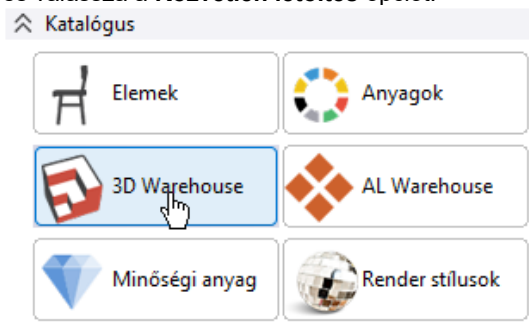 Katalógus
Elemek
Anyagok
3D Warehouse
AL Warehouse
Minőségi anyag
Render stílusok